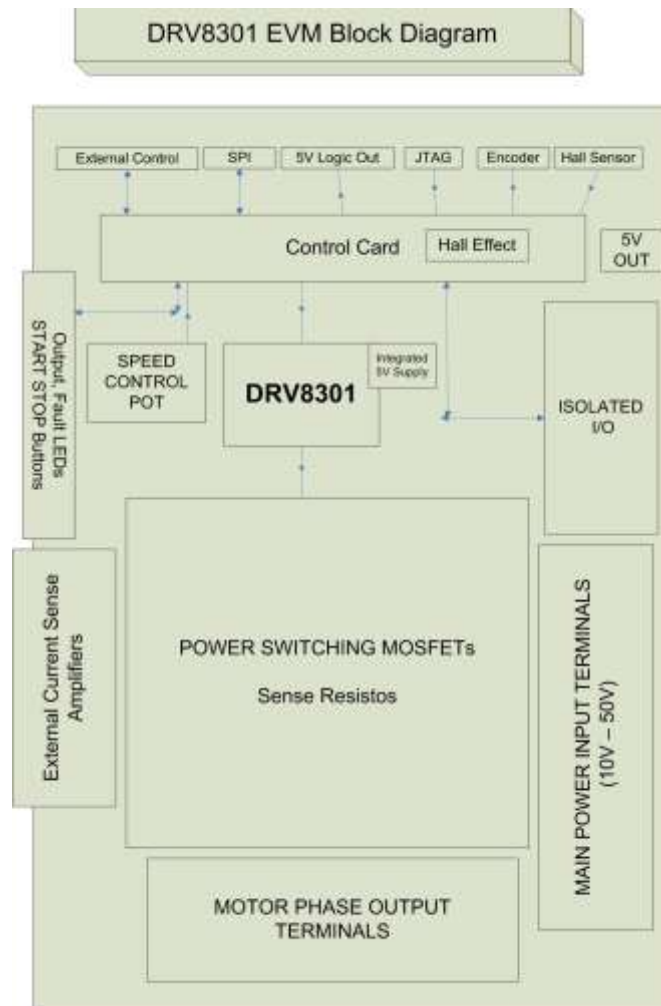 DRV8301 EVM Block Diagram
External Control
SPI
5V Logic Out
JTAG
Encoder
Hall Sensor
Control Card
Hall Effect
5V
OUT
Output, Fault LEDs
START STOP Buttons
SPEED
CONTROL
POT
DRV8301
Integrated
5V Supply
ISOLATED
I/O
External Current Sense
Amplifiers
POWER SWITCHING MOSFETs
Sense Resistos
MAIN POWER INPUT TERMINALS
(10V – 50V)
MOTOR PHASE OUTPUT
TERMINALS